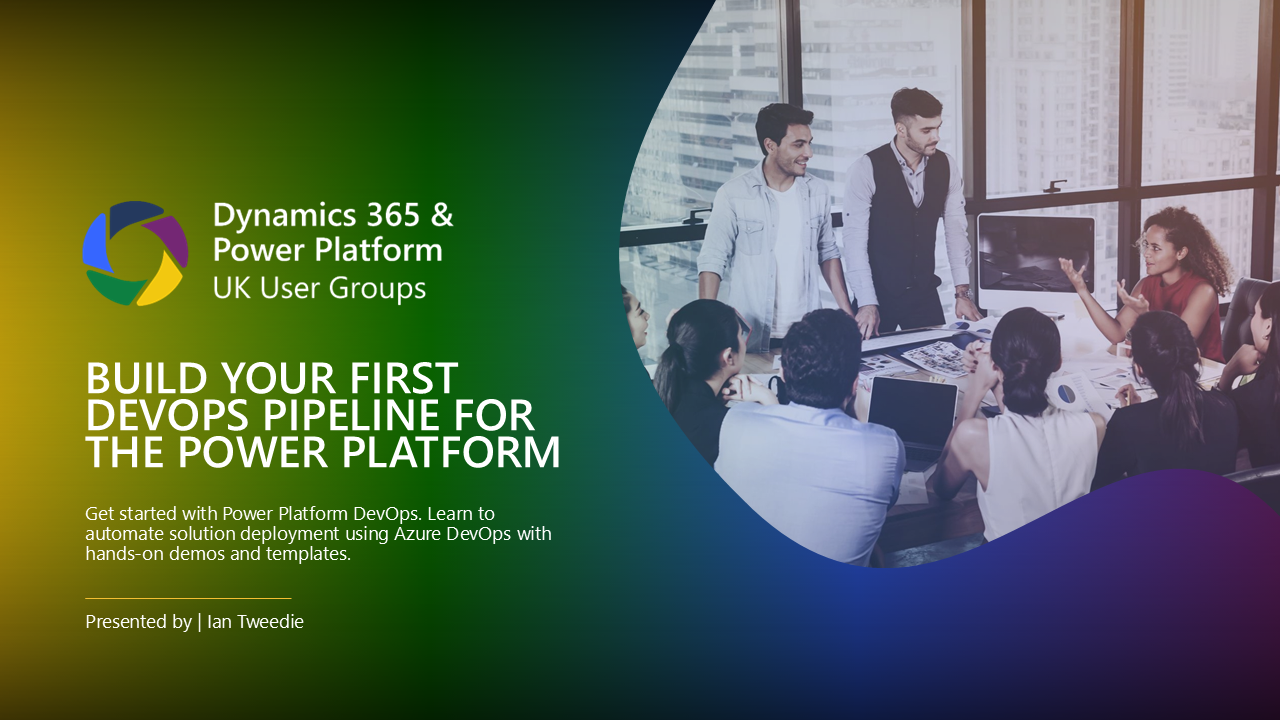 Dynamics 365 &
Power Platform
UK User Groups
BUILD YOUR FIRST
DEVOPS PIPELINE FOR
THE POWER PLATFORM
Get started with Power Platform DevOps. Learn to
automate solution deployment using Azure DevOps with
hands-on demos and templates.
Presented by | Ian Tweedie